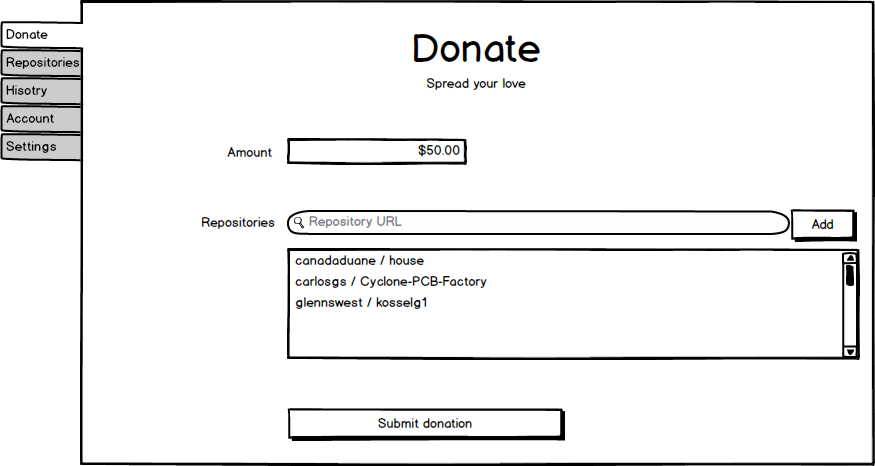 Donate
Repositories
Hisotry
Account
Settings
Donate
Spread your love
Amount
$50.00
Repositories
Repository URL
Add
canadaduane / house
carlosgs / Cyclone-PCB-Factory
glennswest / kosselg1
Submit donation